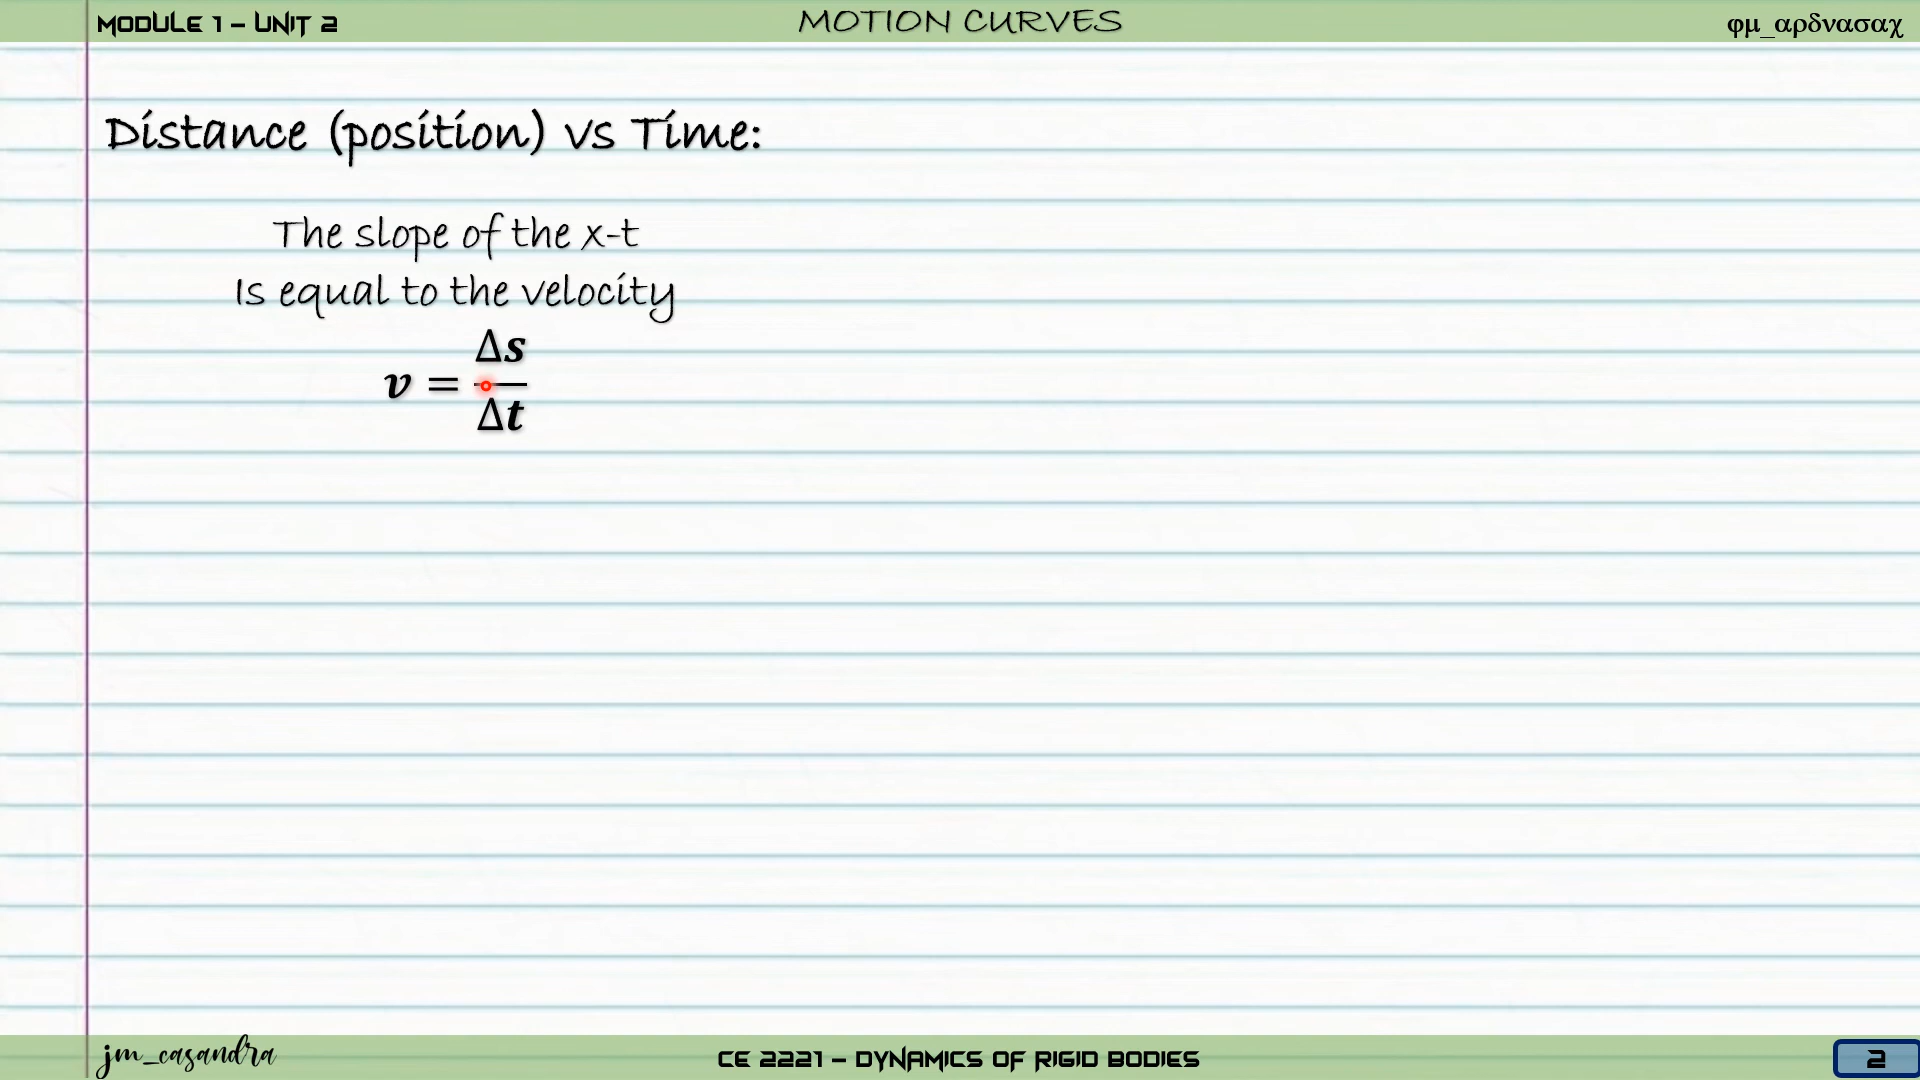 MODULE 1 – UNIT 2
MOTION CURVES
φμ_αρδνασαχ
Distance (position) vs Time:
The slope of the x-t
Is equal to the velocity
v = Δs
Δt
jm_casandra
CE 2221 – DYNAMICS OF RIGID BODIES
2